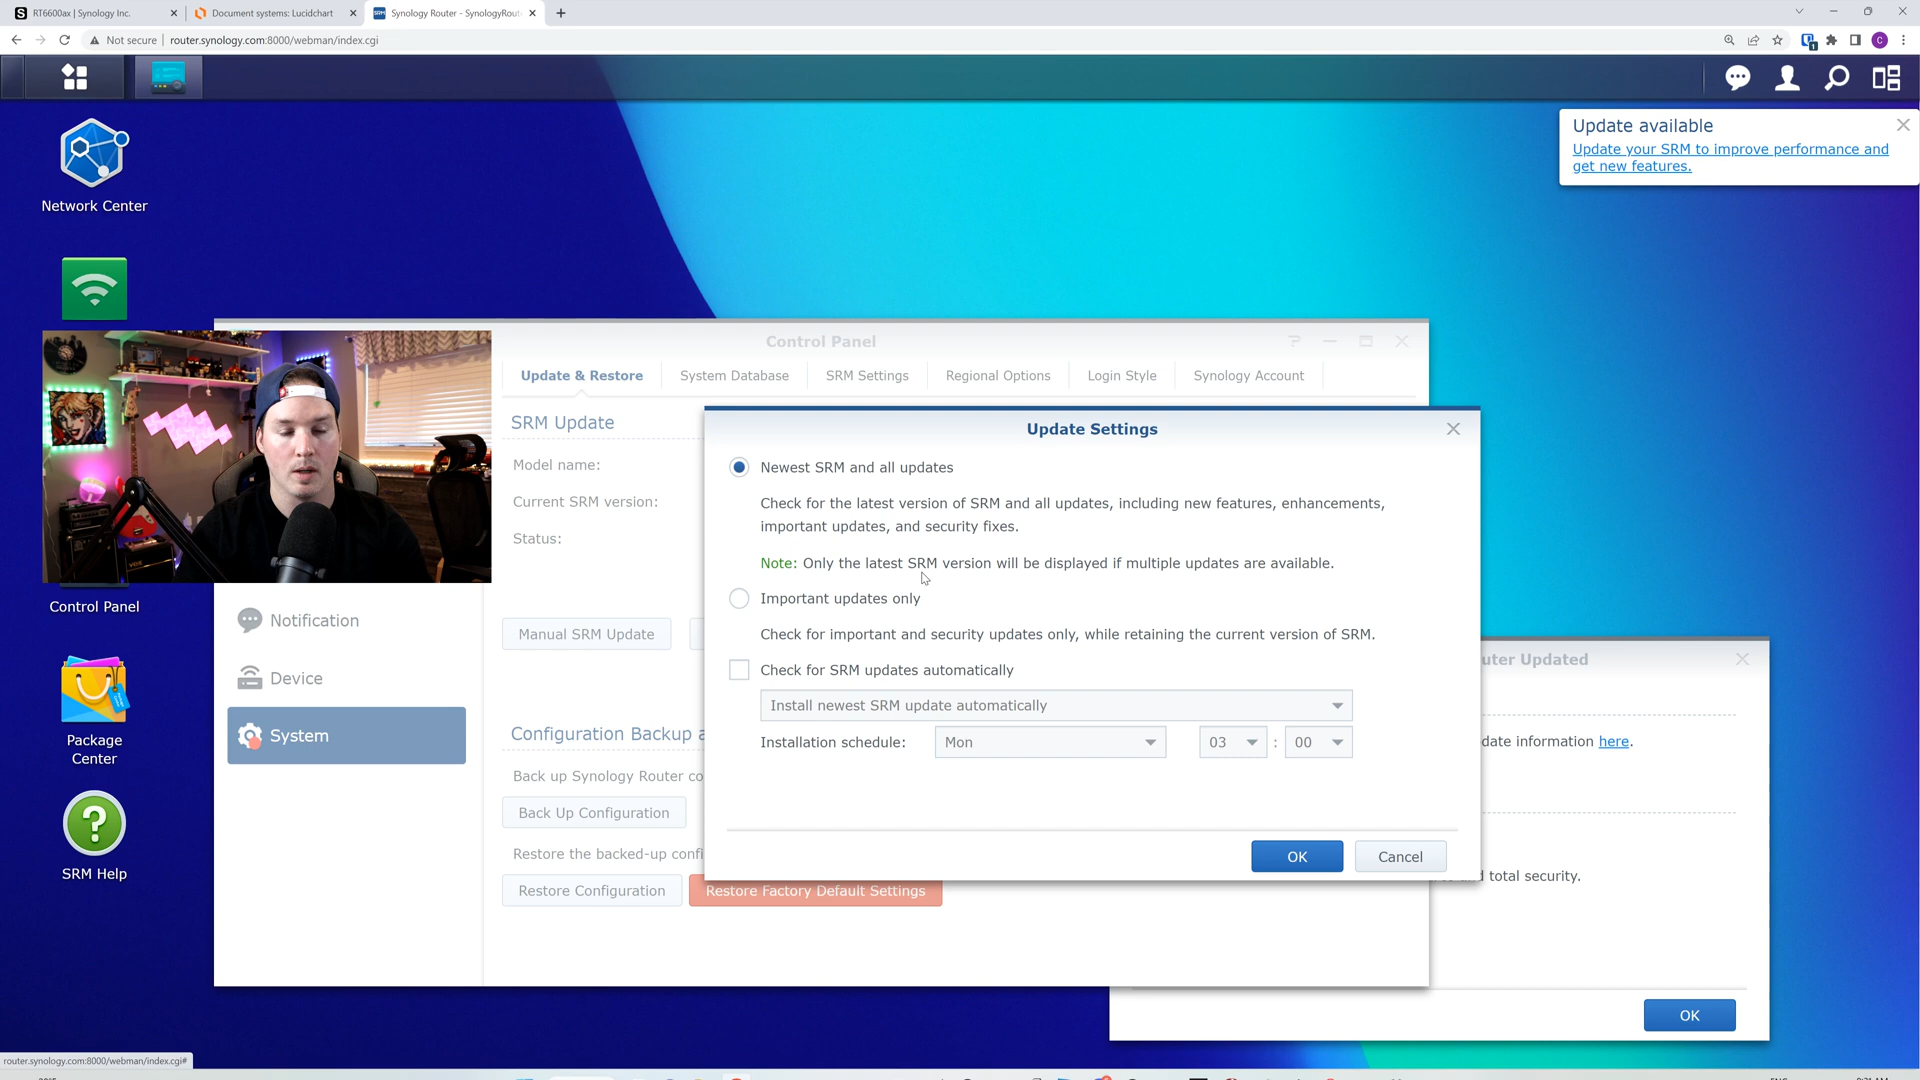 RT6600ax | Synology Inc.
Document systems: Lucidchart
Synology Router - SynologyRout
Not secure
router.synology.com:8000/webman/index.cgi
Update available
Update your SRM to improve performance and
get new features.
Network Center
Control Panel
Package
Center
SRM Help
Control Panel
Update & Restore
System Database
SRM Settings
Regional Options
Login Style
Synology Account
SRM Update
Model name:
Current SRM version:
Status:
Manual SRM Update
Notification
Device
System
Configuration Backup a
Back up Synology Router co
Back Up Configuration
Restore the backed-up confi
Restore Configuration
Restore Factory Default Settings
Update Settings
Newest SRM and all updates
Check for the latest version of SRM and all updates, including new features, enhancements,
important updates, and security fixes.
Note: Only the latest SRM version will be displayed if multiple updates are available.
Important updates only
Check for important and security updates only, while retaining the current version of SRM.
Check for SRM updates automatically
Install newest SRM update automatically
Installation schedule:
Mon
03
:
00
OK
Cancel
uter Updated
date information here.
d total security.
OK
router.synology.com:8000/webman/index.cgi#